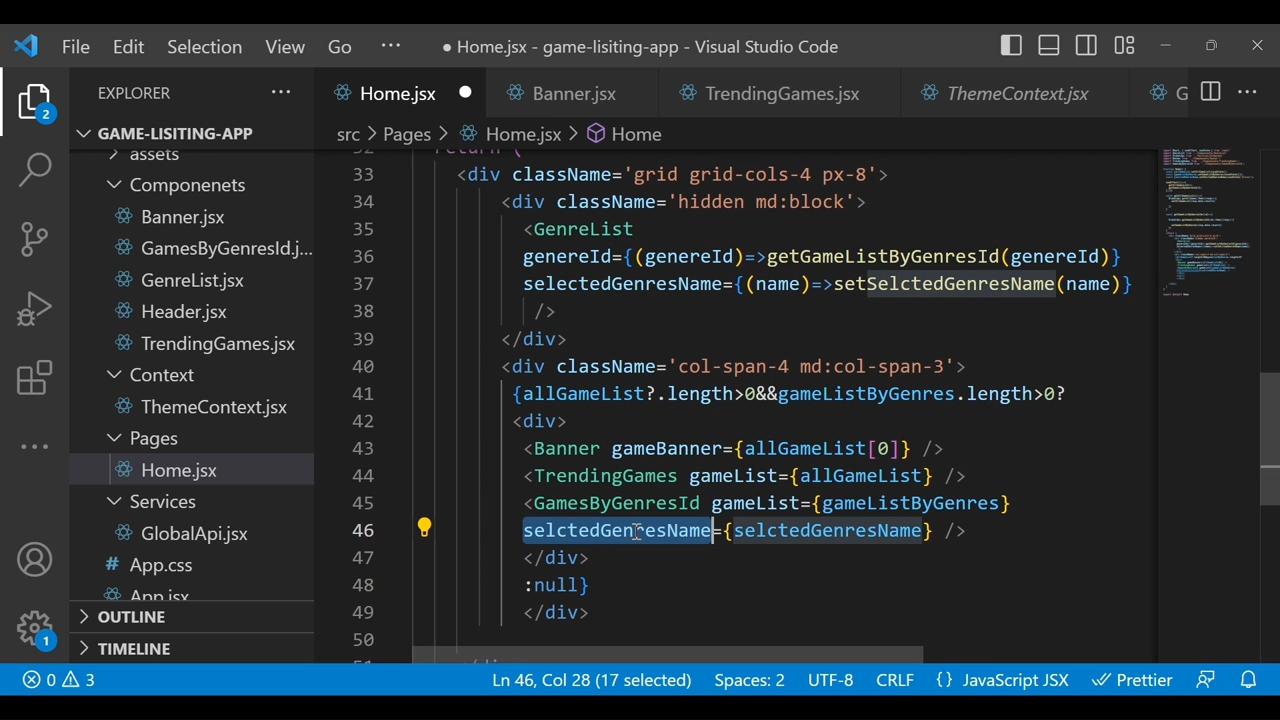 File Edit Selection View Go ··· ● Home.jsx - game-lisiting-app - Visual Studio Code
EXPLORER ···
Home.jsx ● Banner.jsx TrendingGames.jsx ThemeContext.jsx G ···
GAME-LISITING-APP
src > Pages > Home.jsx > Home
assets
Componenets
Banner.jsx
GamesByGenresId.j...
GenreList.jsx
Header.jsx
TrendingGames.jsx
Context
ThemeContext.jsx
Pages
Home.jsx
Services
GlobalApi.jsx
# App.css
App.jsx
OUTLINE
TIMELINE
2
1
32 return (
33 <div className='grid grid-cols-4 px-8'>
34 <div className='hidden md:block'>
35 <GenreList
36 genereId={(genereId)=>getGameListByGenresId(genereId)}
37 selectedGenresName={(name)=>setSelctedGenresName(name)}
38 />
39 </div>
40 <div className='col-span-4 md:col-span-3'>
41 {allGameList?.length>0&&gameListByGenres.length>0?
42 <div>
43 <Banner gameBanner={allGameList[0]} />
44 <TrendingGames gameList={allGameList} />
45 <GamesByGenresId gameList={gameListByGenres}
46 selctedGenresName={selctedGenresName} />
47 </div>
48 :null}
49 </div>
50
51 </div>
0 3 Ln 46, Col 28 (17 selected) Spaces: 2 UTF-8 CRLF {} JavaScript JSX Prettier